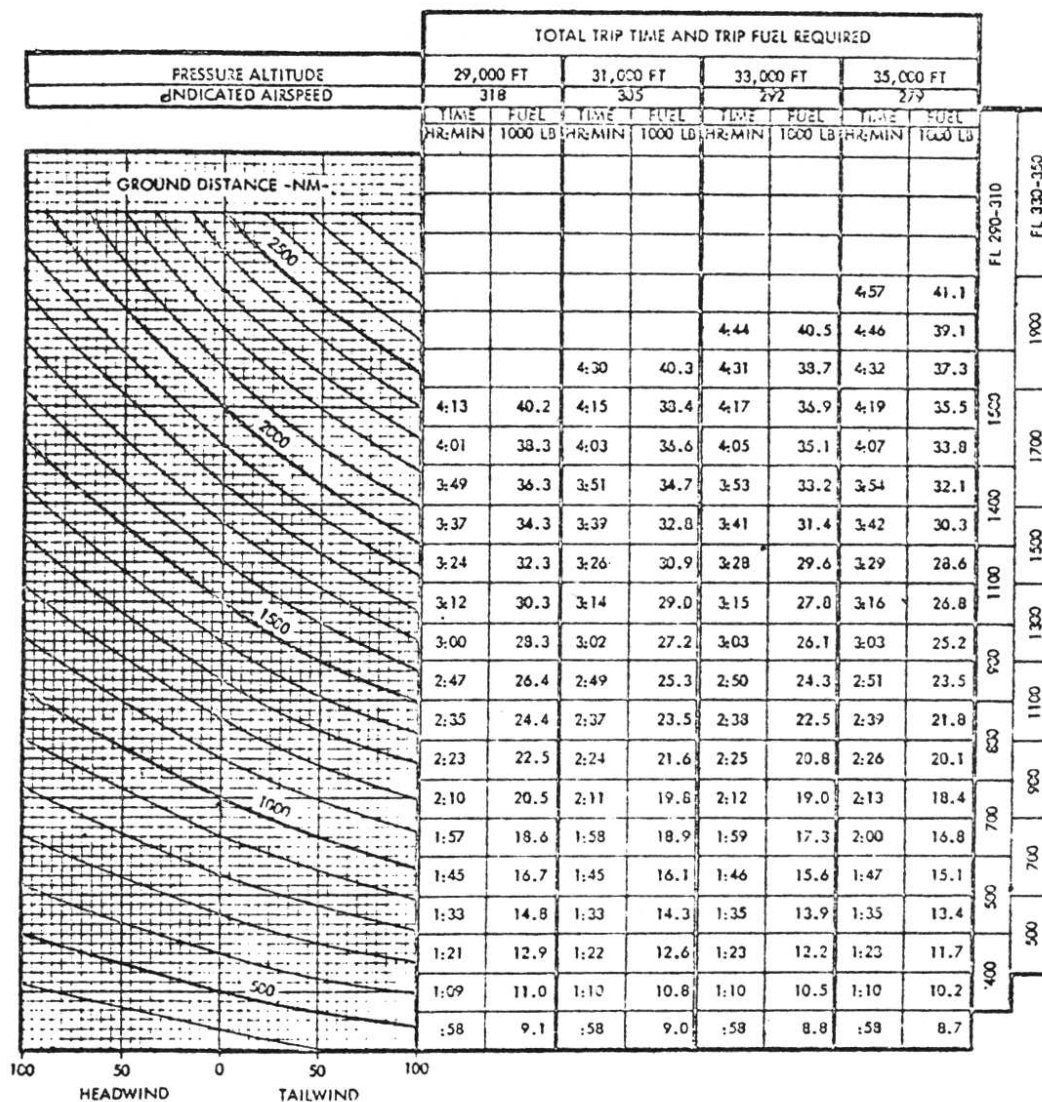 TOTAL TRIP TIME AND TRIP FUEL REQUIRED
PRESSURE ALTITUDE 29,000 FT 31,000 FT 33,000 FT 35,000 FT
INDICATED AIRSPEED 318 305 292 279
TIME FUEL TIME FUEL TIME FUEL TIME FUEL
HR:MIN 1000 LB HR:MIN 1000 LB HR:MIN 1000 LB HR:MIN 1000 LB
GROUND DISTANCE -NM-
FL 290-310
FL 330-350
2500
4:57 41.1
4:44 40.5 4:46 39.1
1900
4:30 40.3 4:31 38.7 4:32 37.3
4:13 40.2 4:15 38.4 4:17 36.9 4:19 35.5
1500
2000
4:01 38.3 4:03 36.6 4:05 35.1 4:07 33.8
1700
3:49 36.3 3:51 34.7 3:53 33.2 3:54 32.1
1400
3:37 34.3 3:39 32.8 3:41 31.4 3:42 30.3
1500
3:24 32.3 3:26 30.9 3:28 29.6 3:29 28.6
1100
3:12 30.3 3:14 29.0 3:15 27.8 3:16 26.8
1500
1300
3:00 28.3 3:02 27.2 3:03 26.1 3:03 25.2
900
2:47 26.4 2:49 25.3 2:50 24.3 2:51 23.5
1100
2:35 24.4 2:37 23.5 2:38 22.5 2:39 21.8
800
2:23 22.5 2:24 21.6 2:25 20.8 2:26 20.1
900
2:10 20.5 2:11 19.8 2:12 19.0 2:13 18.4
1000
700
1:57 18.6 1:58 18.9 1:59 17.3 2:00 16.8
700
1:45 16.7 1:45 16.1 1:46 15.6 1:47 15.1
500
1:33 14.8 1:33 14.3 1:35 13.9 1:35 13.4
500
1:21 12.9 1:22 12.6 1:23 12.2 1:23 11.7
400
1:09 11.0 1:10 10.8 1:10 10.5 1:10 10.2
500
:58 9.1 :58 9.0 :58 8.8 :58 8.7
100 50 0 50 100
HEADWIND TAILWIND